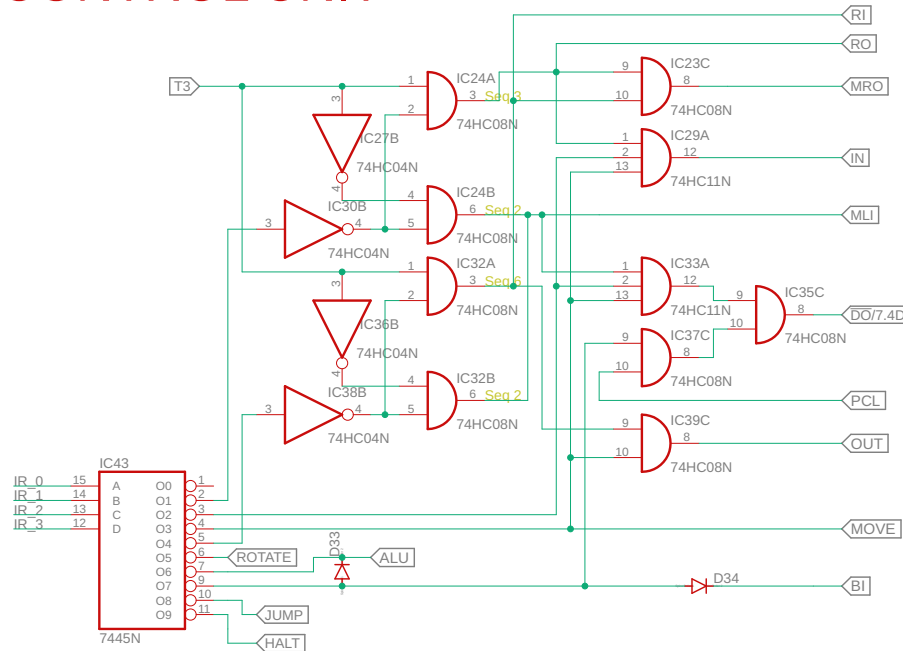 RI
RO
MRO
IN
MLI
DO/7.4D
PCL
OUT
MOVE
BI
T3
1
2
3
Seq 3
IC24A
74HC08N
3
4
IC27B
74HC04N
4
5
6
Seq 2
IC24B
74HC08N
3
4
IC30B
74HC04N
1
2
3
Seq 6
IC32A
74HC08N
3
4
IC36B
74HC04N
4
5
6
Seq 2
IC32B
74HC08N
3
4
IC38B
74HC04N
9
10
8
IC23C
74HC08N
1
2
13
12
IC29A
74HC11N
1
2
13
12
IC33A
74HC11N
9
10
8
IC35C
74HC08N
9
10
8
IC37C
74HC08N
9
10
8
IC39C
74HC08N
IC43
IR_0 15 A O0 1
IR_1 14 B O1 2
IR_2 13 C O2 3
IR_3 12 D O3 4
O4 5
O5 6 ROTATE
O6 7 ALU
O7 9
O8 10 JUMP
O9 11 HALT
7445N
D33
D34